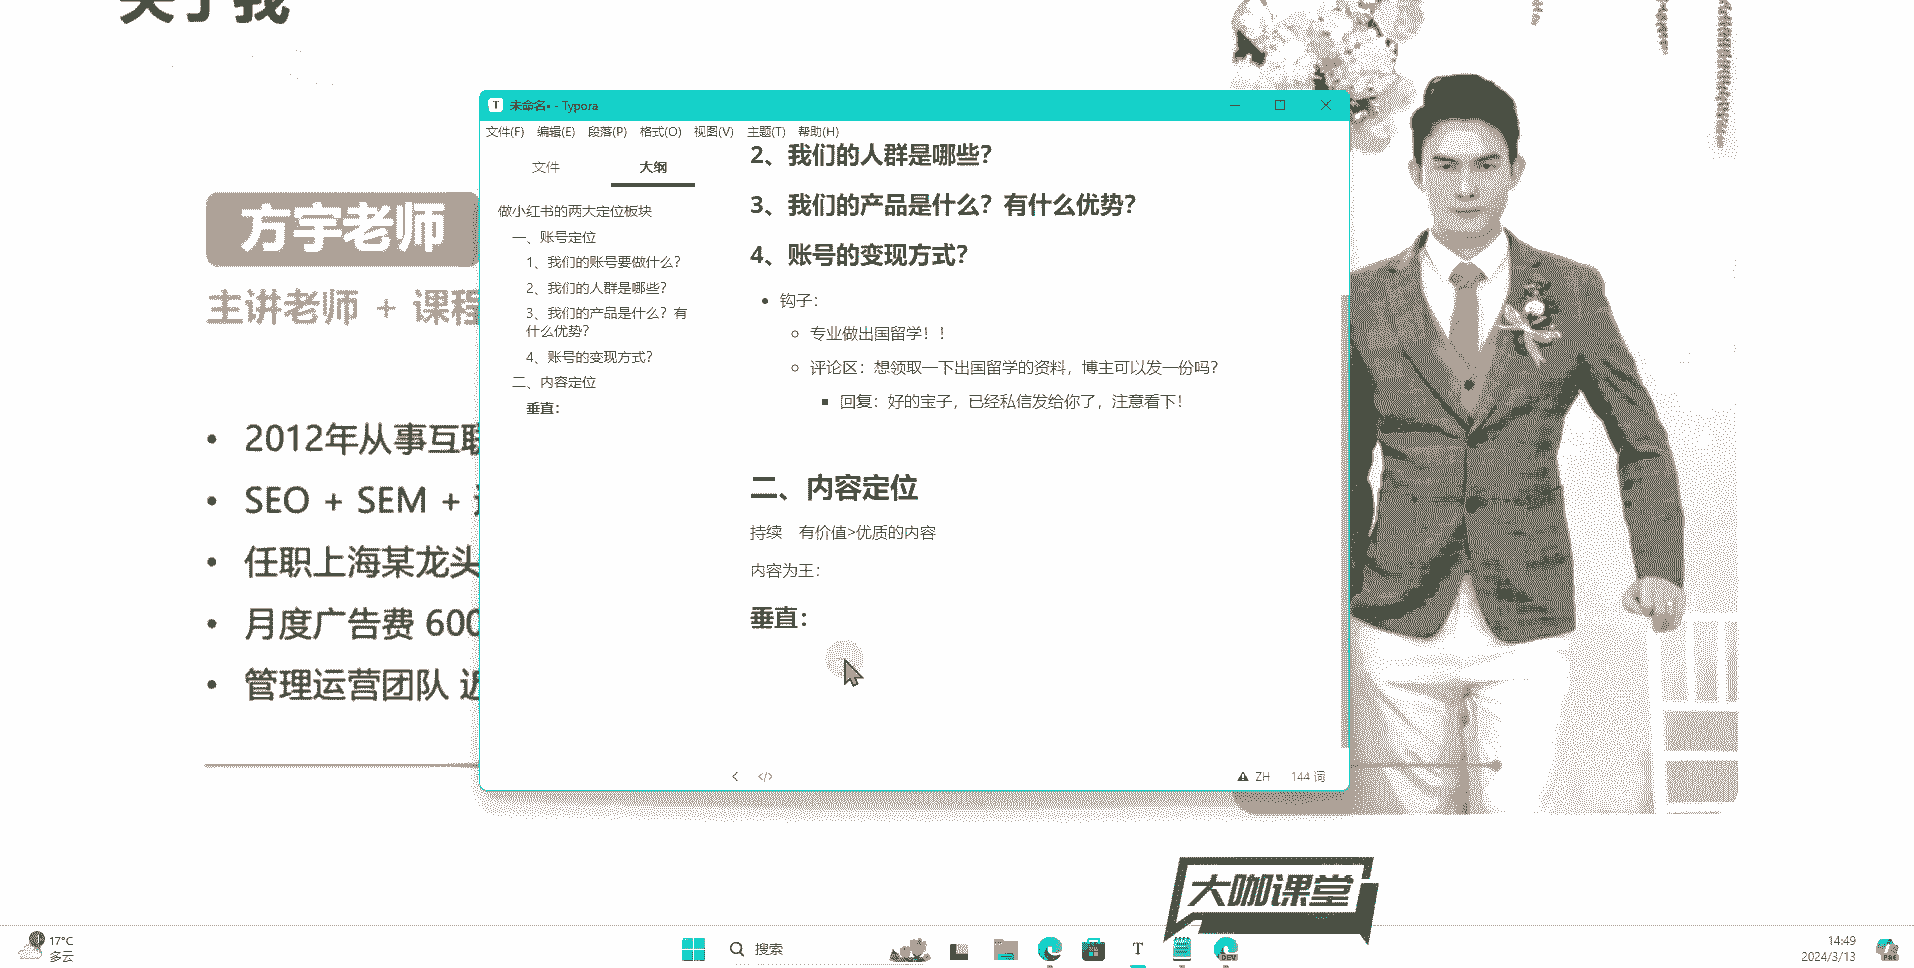 关于我
方宇老师
主讲老师 + 课程
• 2012年从事互联
• SEO + SEM +
• 任职上海某龙头
• 月度广告费 600
• 管理运营团队 近
未命名• - Typora
文件(F) 编辑(E) 段落(P) 格式(O) 视图(V) 主题(T) 帮助(H)
文件 大纲
做小红书的两大定位板块
一、账号定位
1、我们的账号要做什么？
2、我们的人群是哪些？
3、我们的产品是什么？有
什么优势？
4、账号的变现方式？
二、内容定位
垂直：
2、我们的人群是哪些？
3、我们的产品是什么？有什么优势？
4、账号的变现方式？
• 钩子：
专业做出国留学！！
评论区：想领取一下出国留学的资料，博主可以发一份吗？
回复：好的宝子，已经私信发给你了，注意看下！
二、内容定位
持续 有价值>优质的内容
内容为王：
垂直：
</> ZH 144 词
大咖课堂
17°C
多云
搜索
T
DEV
14:49
2024/3/13
PRE